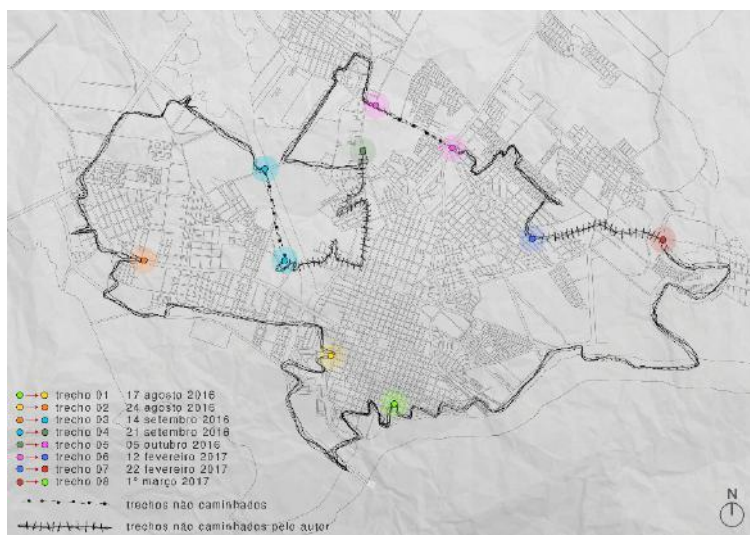 trecho 01 17 agosto 2016
trecho 02 24 agosto 2016
trecho 03 14 setembro 2016
trecho 04 21 setembro 2016
trecho 05 05 outubro 2016
trecho 06 12 fevereiro 2017
trecho 07 22 fevereiro 2017
trecho 08 1º março 2017
trechos não caminhados
trechos não caminhados pelo autor
N